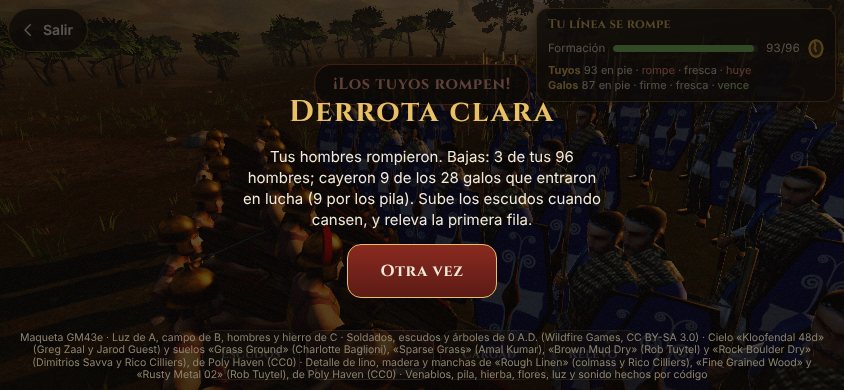 Salir
TU LÍNEA SE ROMPE
Formación 93/96
Tuyos 93 en pie · rompe · fresca · huye
Galos 87 en pie · firme · fresca · vence
¡LOS TUYOS ROMPEN!
DERROTA CLARA
Tus hombres rompieron. Bajas: 3 de tus 96
hombres; cayeron 9 de los 28 galos que entraron
en lucha (9 por los pila). Sube los escudos cuando
cansen, y releva la primera fila.
OTRA VEZ
Maqueta GM43e · Luz de A, campo de B, hombres y hierro de C · Soldados, escudos y árboles de 0 A.D. (Wildfire Games, CC BY-SA 3.0) · Cielo «Kloofendal 48d»
(Greg Zaal y Jarod Guest) y suelos «Grass Ground» (Charlotte Baglioni), «Sparse Grass» (Amal Kumar), «Brown Mud Dry» (Rob Tuytel) y «Rock Boulder Dry»
(Dimitrios Savva y Rico Cilliers), de Poly Haven (CC0) · Detalle de lino, madera y manchas de «Rough Linen» (colmass y Rico Cilliers), «Fine Grained Wood» y
«Rusty Metal 02» (Rob Tuytel), de Poly Haven (CC0) · Venabios, pila, hierba, flores, luz y sonido hechos por código